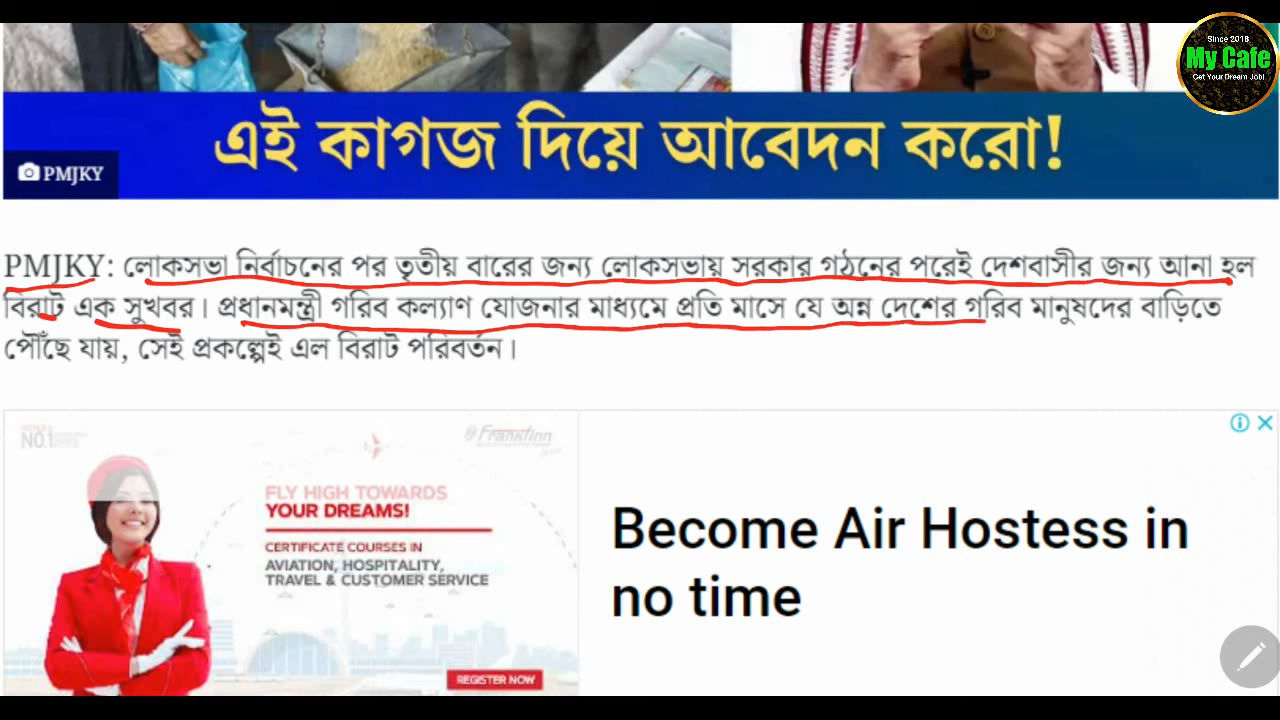 Since 2018
My Cafe
Get Your Dream Job!
এই কাগজ দিয়ে আবেদন করো!
PMJKY
PMJKY: লোকসভা নির্বাচনের পর তৃতীয় বারের জন্য লোকসভায় সরকার গঠনের পরেই দেশবাসীর জন্য আনা হল
বিরাট এক সুখবর। প্রধানমন্ত্রী গরিব কল্যাণ যোজনার মাধ্যমে প্রতি মাসে যে অন্ন দেশের গরিব মানুষদের বাড়িতে
পৌঁছে যায়, সেই প্রকল্পেই এল বিরাট পরিবর্তন।
NO.1
Frankfinn
FLY HIGH TOWARDS
YOUR DREAMS!
CERTIFICATE COURSES IN
AVIATION, HOSPITALITY,
TRAVEL & CUSTOMER SERVICE
REGISTER NOW
Become Air Hostess in
no time